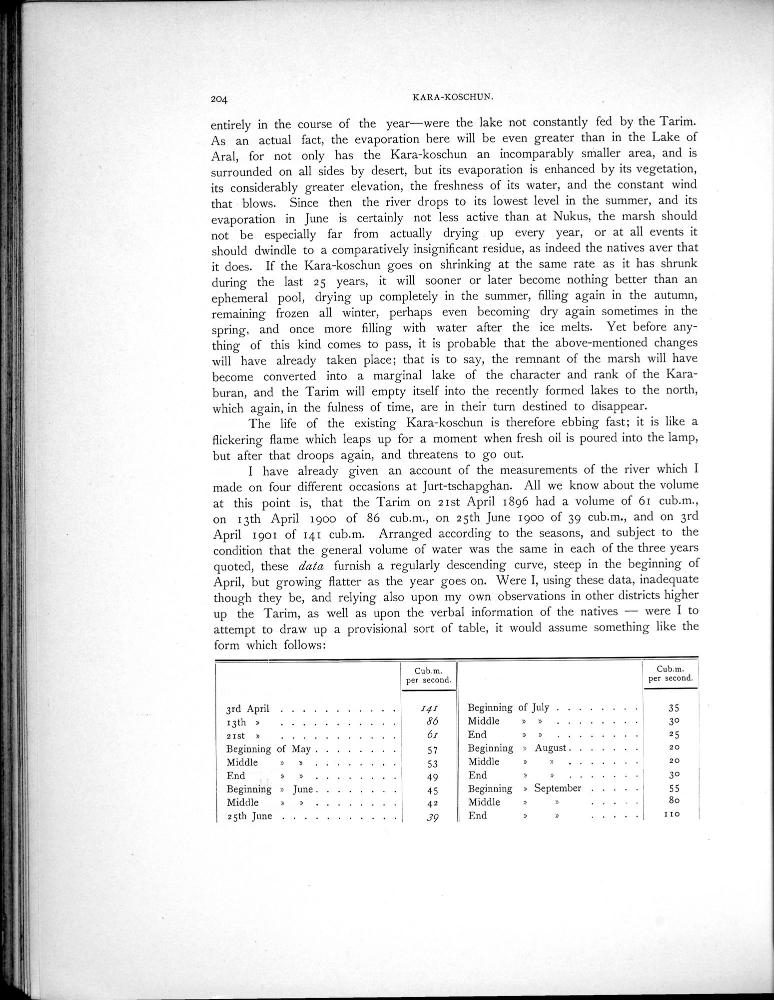 204 KARA-KOSCHUN.
entirely in the course of the year—were the lake not constantly fed by the Tarim.
As an actual fact, the evaporation here will be even greater than in the Lake of
Aral, for not only has the Kara-koschun an incomparably smaller area, and is
surrounded on all sides by desert, but its evaporation is enhanced by its vegetation,
its considerably greater elevation, the freshness of its water, and the constant wind
that blows. Since then the river drops to its lowest level in the summer, and its
evaporation in June is certainly not less active than at Nukus, the marsh should
not be especially far from actually drying up every year, or at all events it
should dwindle to a comparatively insignificant residue, as indeed the natives aver that
it does. If the Kara-koschun goes on shrinking at the same rate as it has shrunk
during the last 25 years, it will sooner or later become nothing better than an
ephemeral pool, drying up completely in the summer, filling again in the autumn,
remaining frozen all winter, perhaps even becoming dry again sometimes in the
spring, and once more filling with water after the ice melts. Yet before any-
thing of this kind comes to pass, it is probable that the above-mentioned changes
will have already taken place; that is to say, the remnant of the marsh will have
become converted into a marginal lake of the character and rank of the Kara-
buran, and the Tarim will empty itself into the recently formed lakes to the north,
which again, in the fulness of time, are in their turn destined to disappear.
The life of the existing Kara-koschun is therefore ebbing fast; it is like a
flickering flame which leaps up for a moment when fresh oil is poured into the lamp,
but after that droops again, and threatens to go out.
I have already given an account of the measurements of the river which I
made on four different occasions at Jurt-tschapghan. All we know about the volume
at this point is, that the Tarim on 21st April 1896 had a volume of 61 cub.m.,
on 13th April 1900 of 86 cub.m., on 25th June 1900 of 39 cub.m., and on 3rd
April 1901 of 141 cub.m. Arranged according to the seasons, and subject to the
condition that the general volume of water was the same in each of the three years
quoted, these data furnish a regularly descending curve, steep in the beginning of
April, but growing flatter as the year goes on. Were I, using these data, inadequate
though they be, and relying also upon my own observations in other districts higher
up the Tarim, as well as upon the verbal information of the natives — were I to
attempt to draw up a provisional sort of table, it would assume something like the
form which follows:
Cub.m.
per second.
3rd April . . . . . . . . . . . 141
13th » . . . . . . . . . . . 86
21st » . . . . . . . . . . . 61
Beginning of May . . . . . . . . 57
Middle » » . . . . . . . . 53
End » » . . . . . . . . 49
Beginning » June . . . . . . . . 45
Middle » » . . . . . . . . 42
25th June . . . . . . . . . . . 39
Cub.m.
per second.
Beginning of July . . . . . . . . 35
Middle » » . . . . . . . . 30
End » » . . . . . . . . 25
Beginning » August . . . . . . . 20
Middle » » . . . . . . . 20
End » » . . . . . . . 30
Beginning » September . . . . . 55
Middle » » . . . . . 80
End » » . . . . . 110